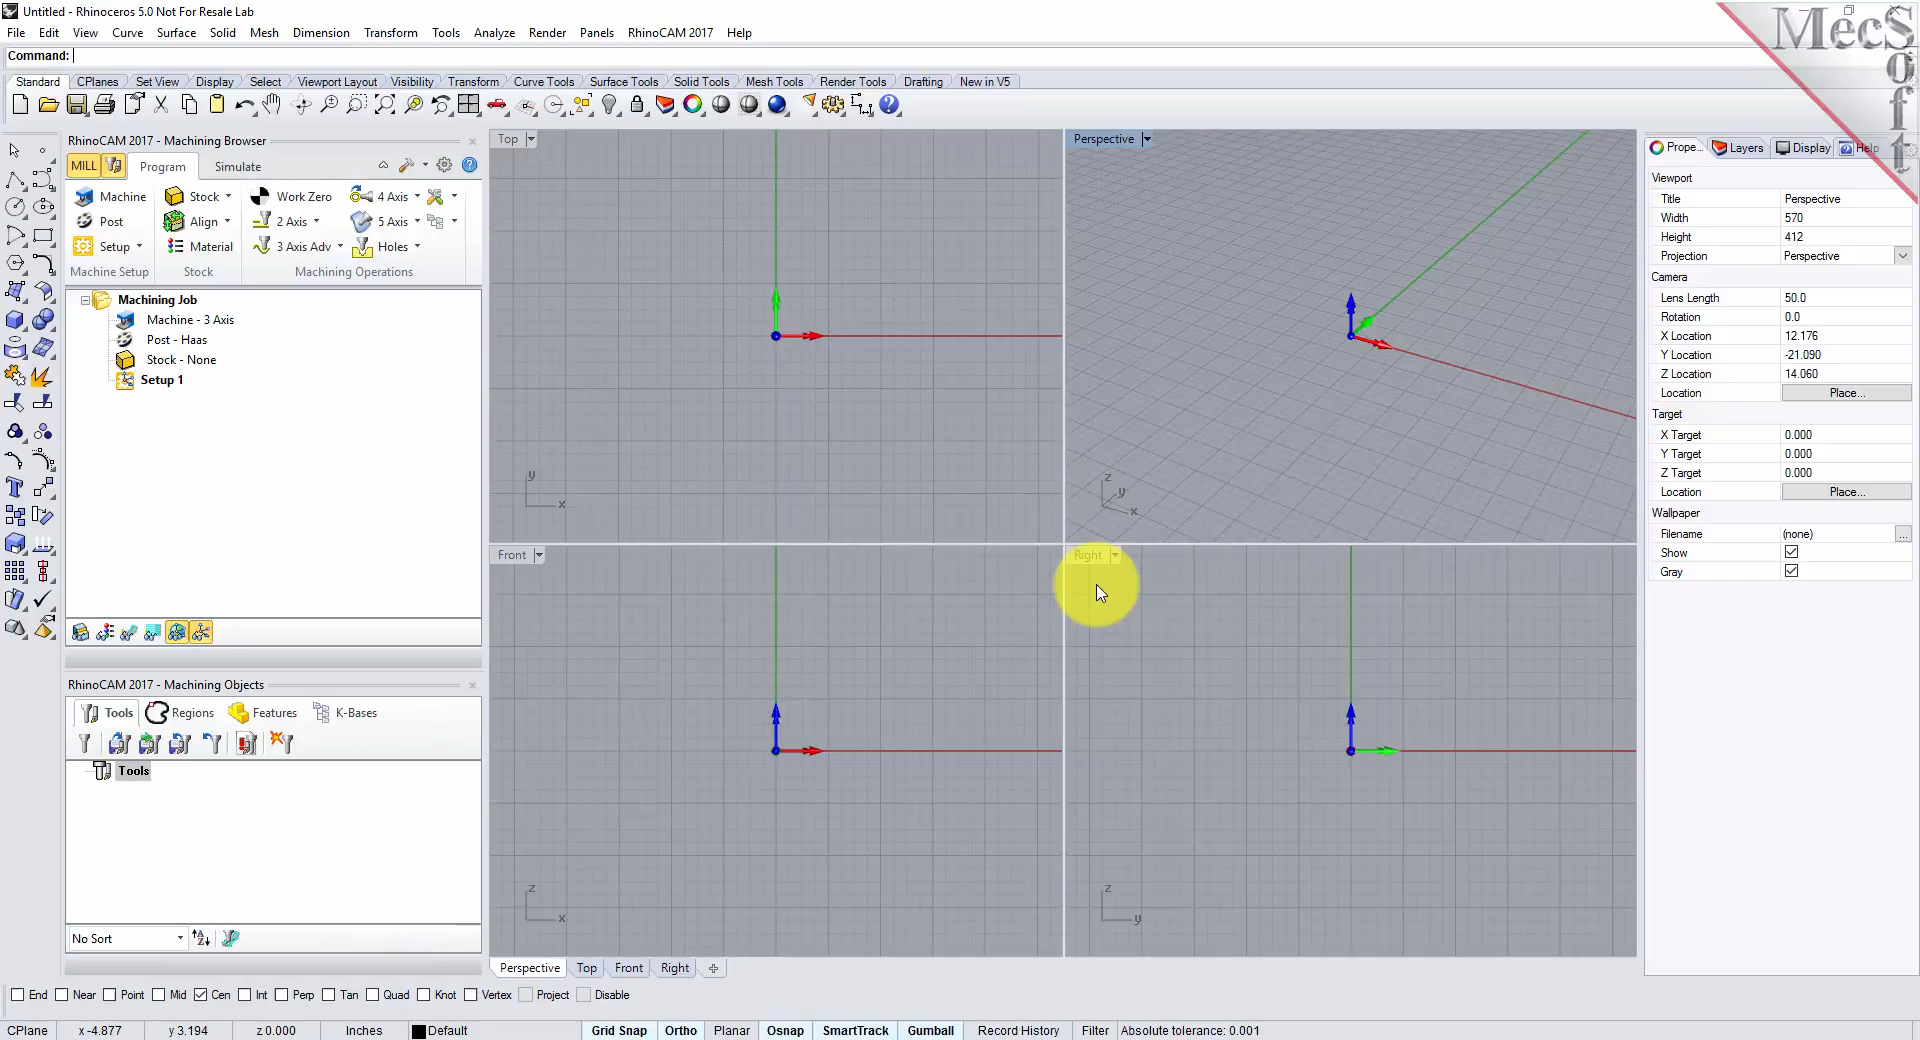 Untitled - Rhinoceros 5.0 Not For Resale Lab
File Edit View Curve Surface Solid Mesh Dimension Transform Tools Analyze Render Panels RhinoCAM 2017 Help
Command:
Standard CPlanes Set View Display Select Viewport Layout Visibility Transform Curve Tools Surface Tools Solid Tools Mesh Tools Render Tools Drafting New in V5
MecSoft
RhinoCAM 2017 - Machining Browser
MILL Program Simulate
Machine Stock Work Zero 4 Axis
Post Align 2 Axis 5 Axis
Setup Material 3 Axis Adv Holes
Machine Setup Stock Machining Operations
Machining Job
Machine - 3 Axis
Post - Haas
Stock - None
Setup 1
RhinoCAM 2017 - Machining Objects
Tools Regions Features K-Bases
Tools
No Sort
Top
y
x
Perspective
z
y
x
Front
z
x
Right
z
y
Perspective Top Front Right
Prope... Layers Display Help
Viewport
Title Perspective
Width 570
Height 412
Projection Perspective
Camera
Lens Length 50.0
Rotation 0.0
X Location 12.176
Y Location -21.090
Z Location 14.060
Location Place...
Target
X Target 0.000
Y Target 0.000
Z Target 0.000
Location Place...
Wallpaper
Filename (none) ...
Show
Gray
End Near Point Mid Cen Int Perp Tan Quad Knot Vertex Project Disable
CPlane x -4.877 y 3.194 z 0.000 Inches Default Grid Snap Ortho Planar Osnap SmartTrack Gumball Record History Filter Absolute tolerance: 0.001